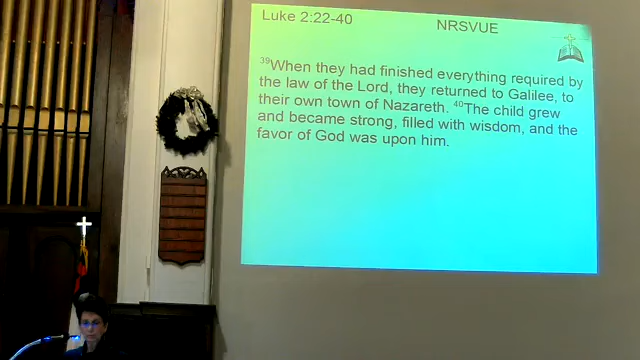 Luke 2:22-40
NRSVUE
³⁹When they had finished everything required by
the law of the Lord, they returned to Galilee, to
their own town of Nazareth. ⁴⁰The child grew
and became strong, filled with wisdom, and the
favor of God was upon him.